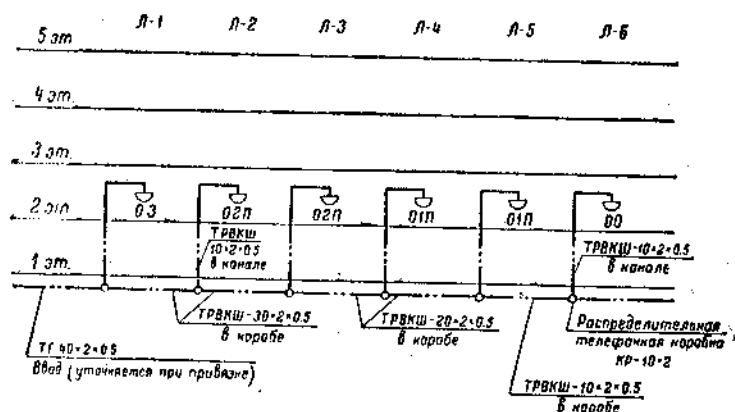 Л-1 Л-2 Л-3 Л-4 Л-5 Л-6
5 эт.
4 эт.
3 эт.
2 эт.
03 02П 02П 01П 01П 00
ТРВКШ
10×2×0.5
в канале
ТРВКШ-10×2×0.5
в канале
1 эт.
ТРВКШ-30×2×0.5
в коробе
ТРВКШ-20×2×0.5
в коробе
Распределительная
телефонная коробка
КР-10×2
ТГ 40×2×0.5
Ввод (уточняется при привязке)
ТРВКШ-10×2×0.5
в коробе